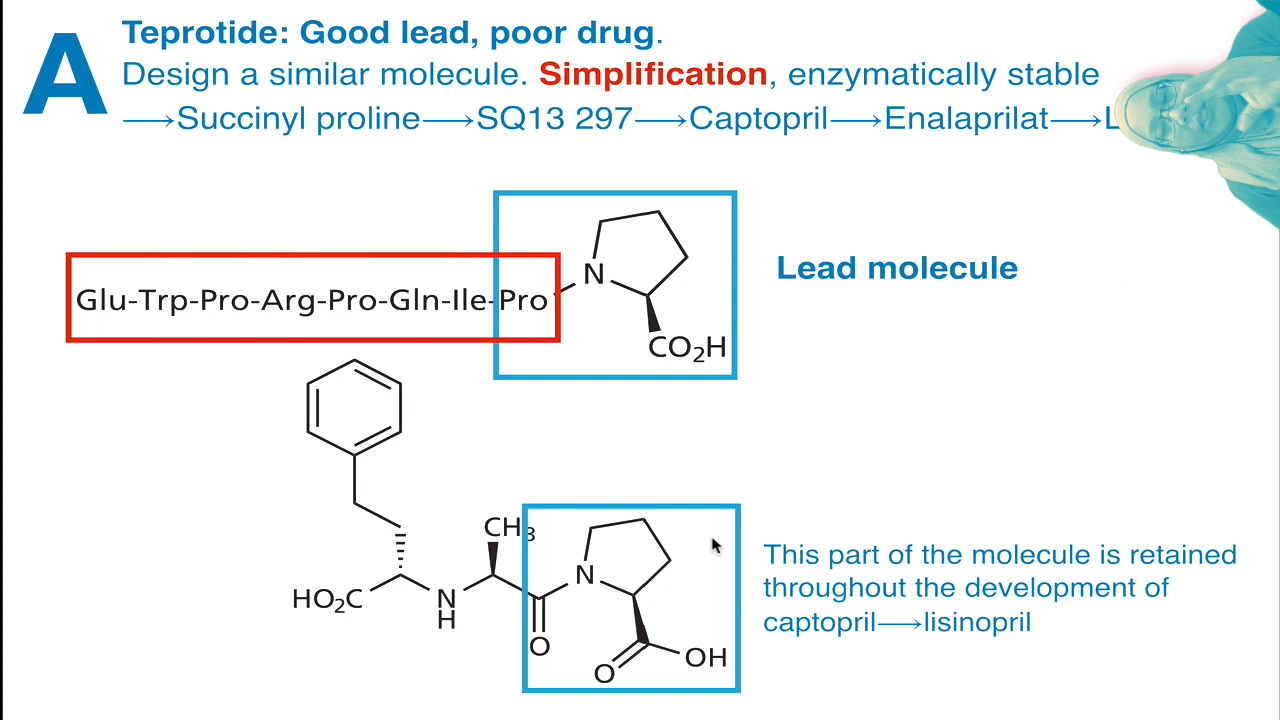 A
Teprotide: Good lead, poor drug.
Design a similar molecule. Simplification, enzymatically stable
⟶Succinyl proline⟶SQ13 297⟶Captopril⟶Enalaprilat⟶L
N
Lead molecule
Glu-Trp-Pro-Arg-Pro-Gln-Ile-Pro
CO₂H
CH₃
N
This part of the molecule is retained
throughout the development of
captopril⟶lisinopril
HO₂C
N
H
O
O
OH